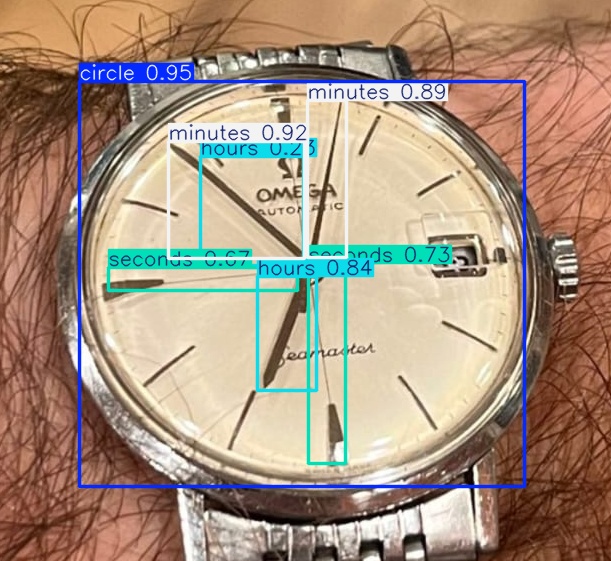 circle 0.95
minutes 0.89
minutes 0.92
hours 0.23
Ω
OMEGA
AUTOMATIC
seconds 0.67
seconds 0.73
hours 0.84
Seamaster